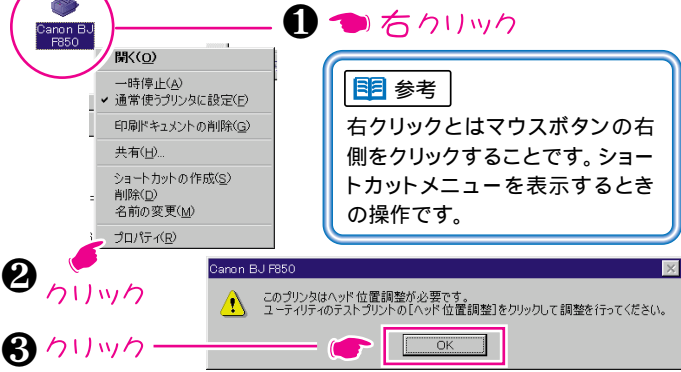 Canon BJ
F850
❶ 右クリック
開く(O)
一時停止(A)
通常使うプリンタに設定(F)
印刷ドキュメントの削除(G)
共有(H)...
ショートカットの作成(S)
削除(D)
名前の変更(M)
プロパティ(R)
参考
右クリックとはマウスボタンの右
側をクリックすることです。ショー
トカットメニューを表示するとき
の操作です。
❷ クリック
Canon BJ F850
このプリンタはヘッド位置調整が必要です。
ユーティリティのテストプリントの[ヘッド位置調整]をクリックして調整を行ってください。
❸ クリック
OK